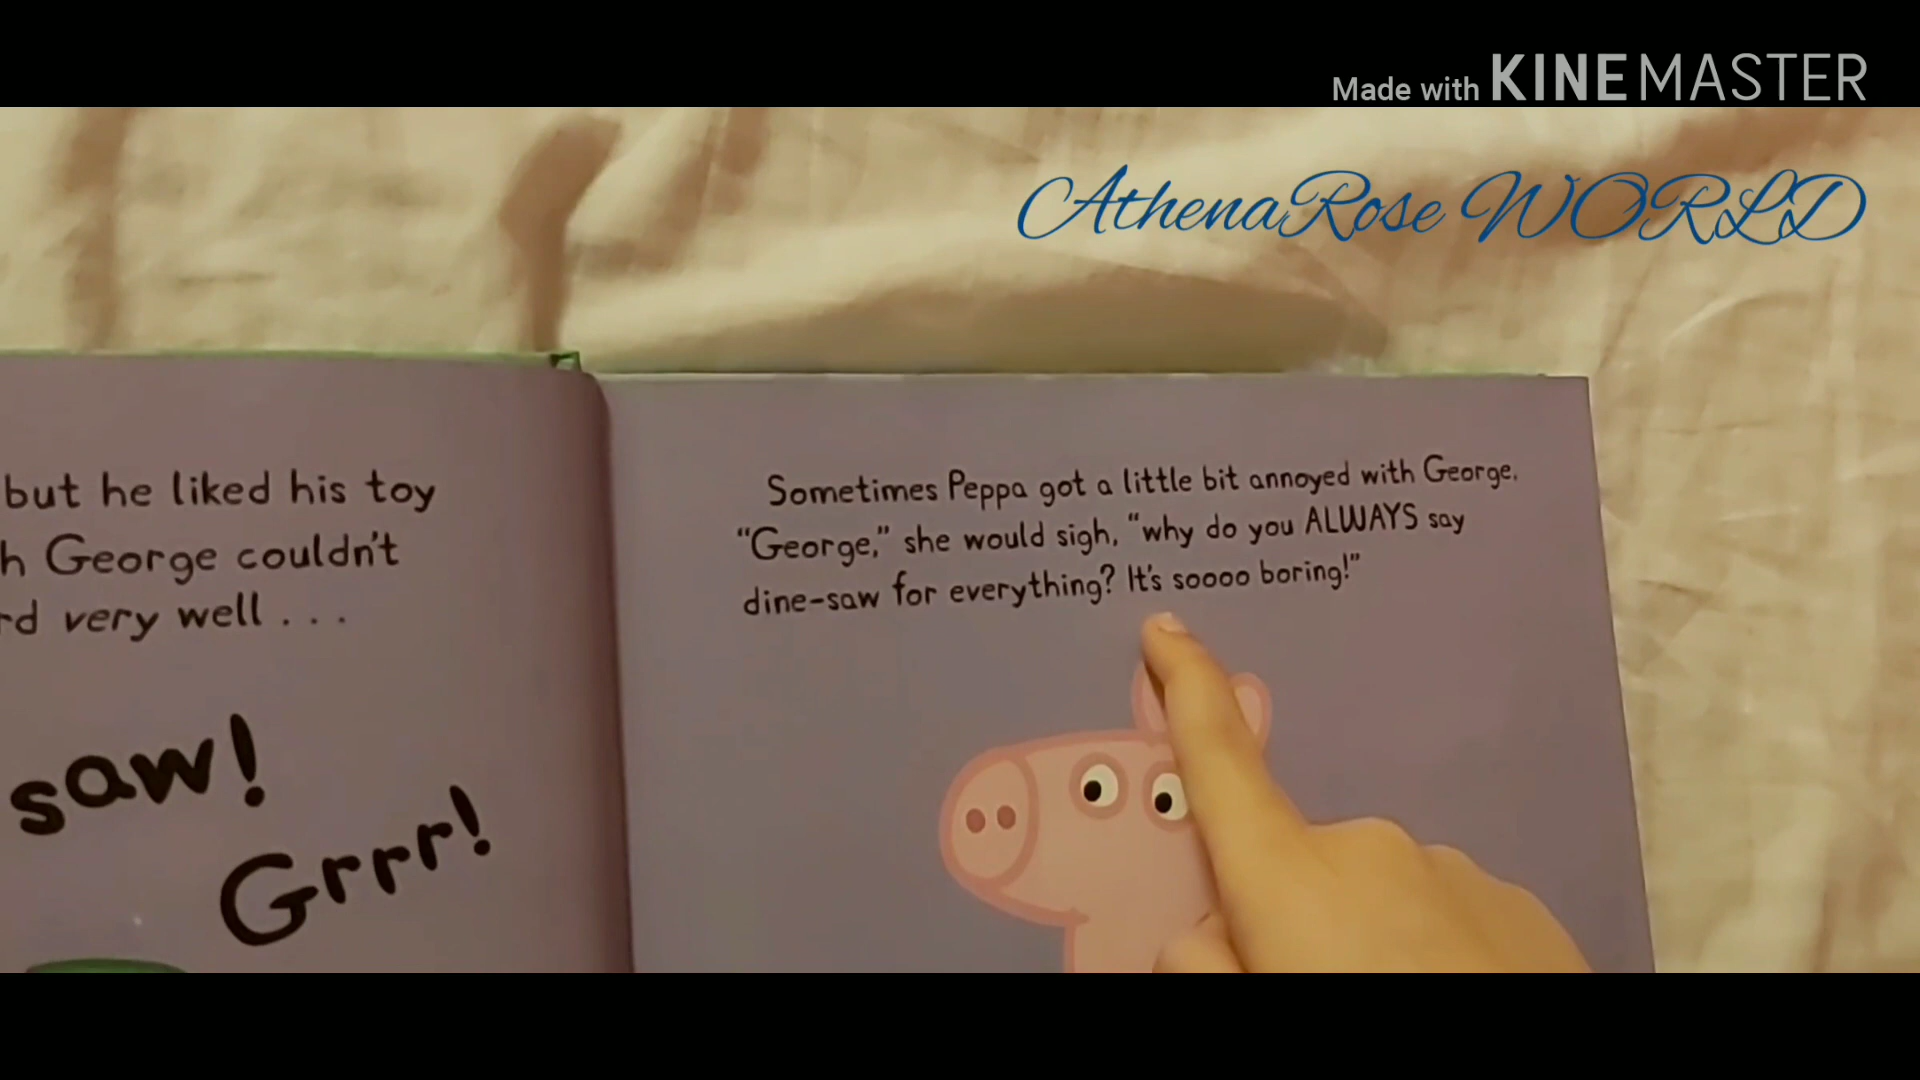 Made with KINEMASTER
AthenaRose WORLD
but he liked his toy
George couldn't
very well . . .
saw!
Grrr!
Sometimes Peppa got a little bit annoyed with George.
“George,” she would sigh, “why do you ALWAYS say
dine-saw for everything? It's soooo boring!”